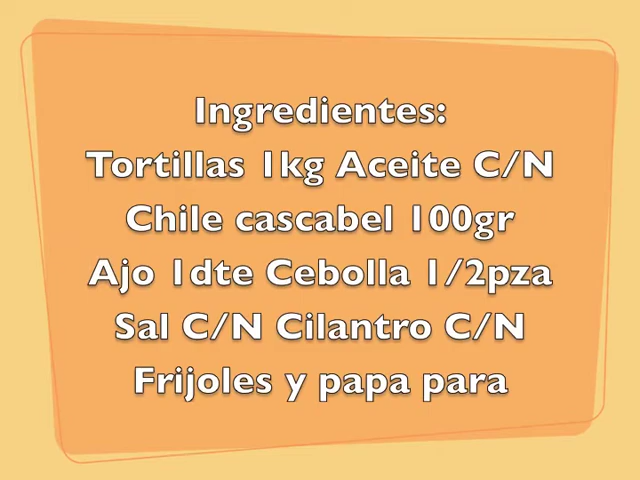 Ingredientes:
Tortillas 1kg Aceite C/N
Chile cascabel 100gr
Ajo 1dte Cebolla 1/2pza
Sal C/N Cilantro C/N
Frijoles y papa para